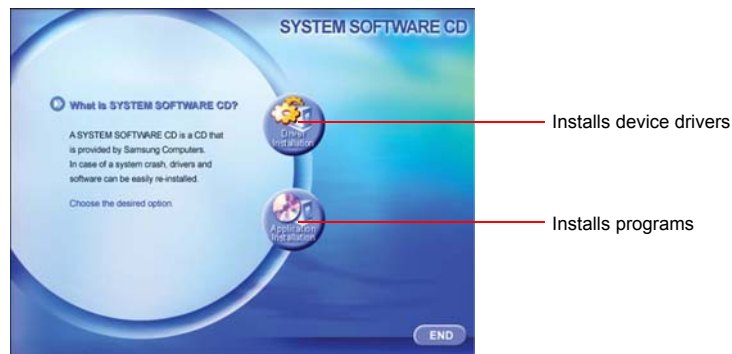 SYSTEM SOFTWARE CD
What is SYSTEM SOFTWARE CD?
A SYSTEM SOFTWARE CD is a CD that
is provided by Samsung Computers.
In case of a system crash, drivers and
software can be easily re-installed.
Choose the desired option
Driver
Installation
Installs device drivers
Application
Installation
Installs programs
END